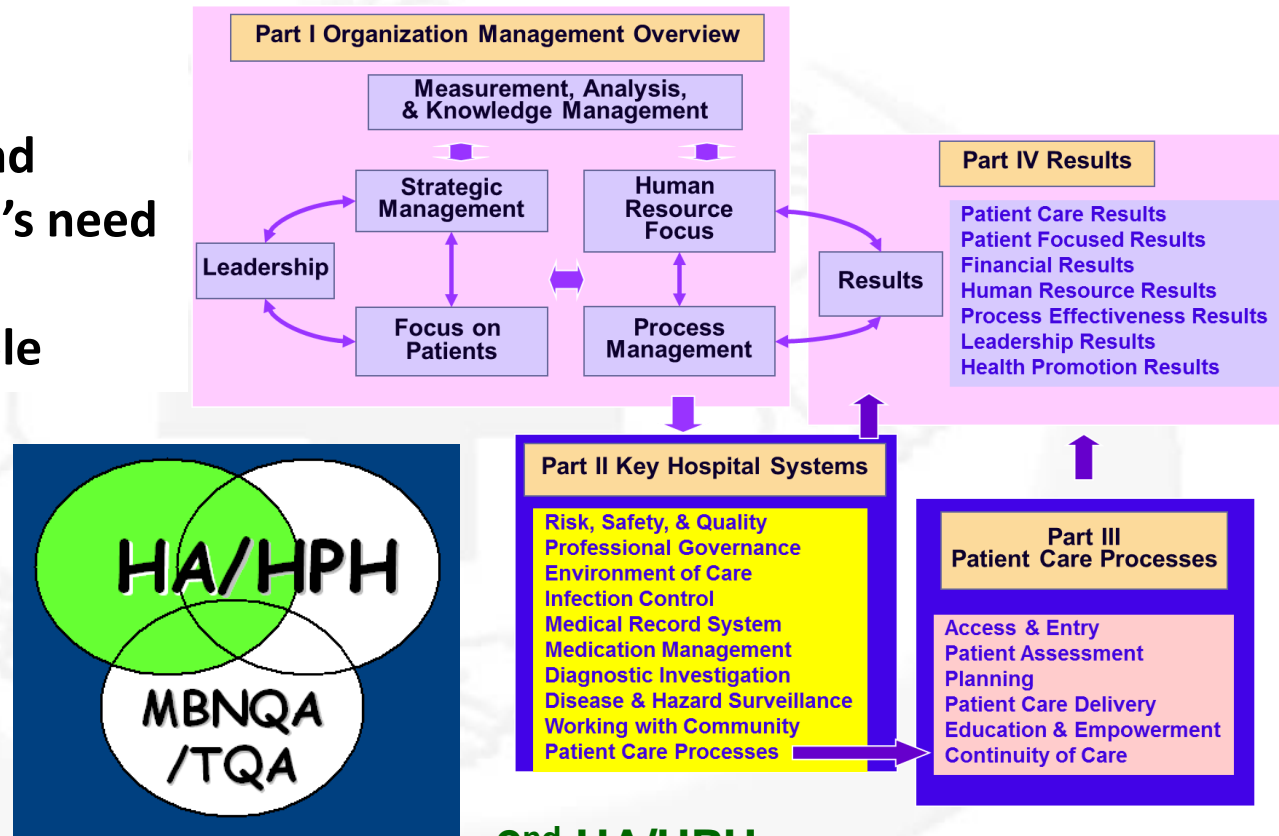 Part I Organization Management Overview
Measurement, Analysis,
& Knowledge Management
Strategic
Management
Human
Resource
Focus
Leadership
Results
Focus on
Patients
Process
Management
's need
Part IV Results
Patient Care Results
Patient Focused Results
Financial Results
Human Resource Results
Process Effectiveness Results
Leadership Results
Health Promotion Results
Part II Key Hospital Systems
Risk, Safety, & Quality
Professional Governance
Environment of Care
Infection Control
Medical Record System
Medication Management
Diagnostic Investigation
Disease & Hazard Surveillance
Working with Community
Patient Care Processes
Part III
Patient Care Processes
Access & Entry
Patient Assessment
Planning
Patient Care Delivery
Education & Empowerment
Continuity of Care
HA/HPH
MBNQA
/TQA
2nd HA/HPH